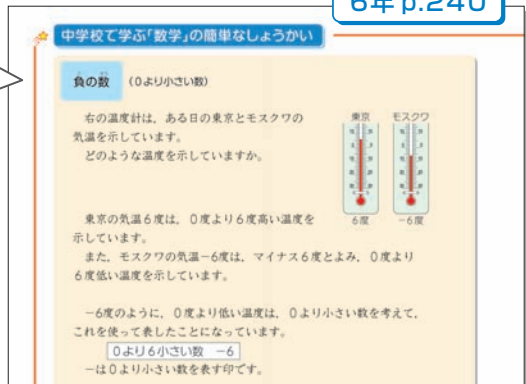 6年 p.240
中学校で学ぶ「数学」の簡単なしょうかい
負の数 (0より小さい数)
右の温度計は，ある日の東京とモスクワの
気温を示しています。
どのような温度を示していますか。
東京 モスクワ
6度 －6度
東京の気温6度は，0度より6度高い温度を
示しています。
また，モスクワの気温－6度は，マイナス6度とよみ，0度より
6度低い温度を示しています。
－6度のように，0度より低い温度は，0より小さい数を考えて，
これを使って表したことになっています。
0より6小さい数 －6
－は0より小さい数を表す印です。